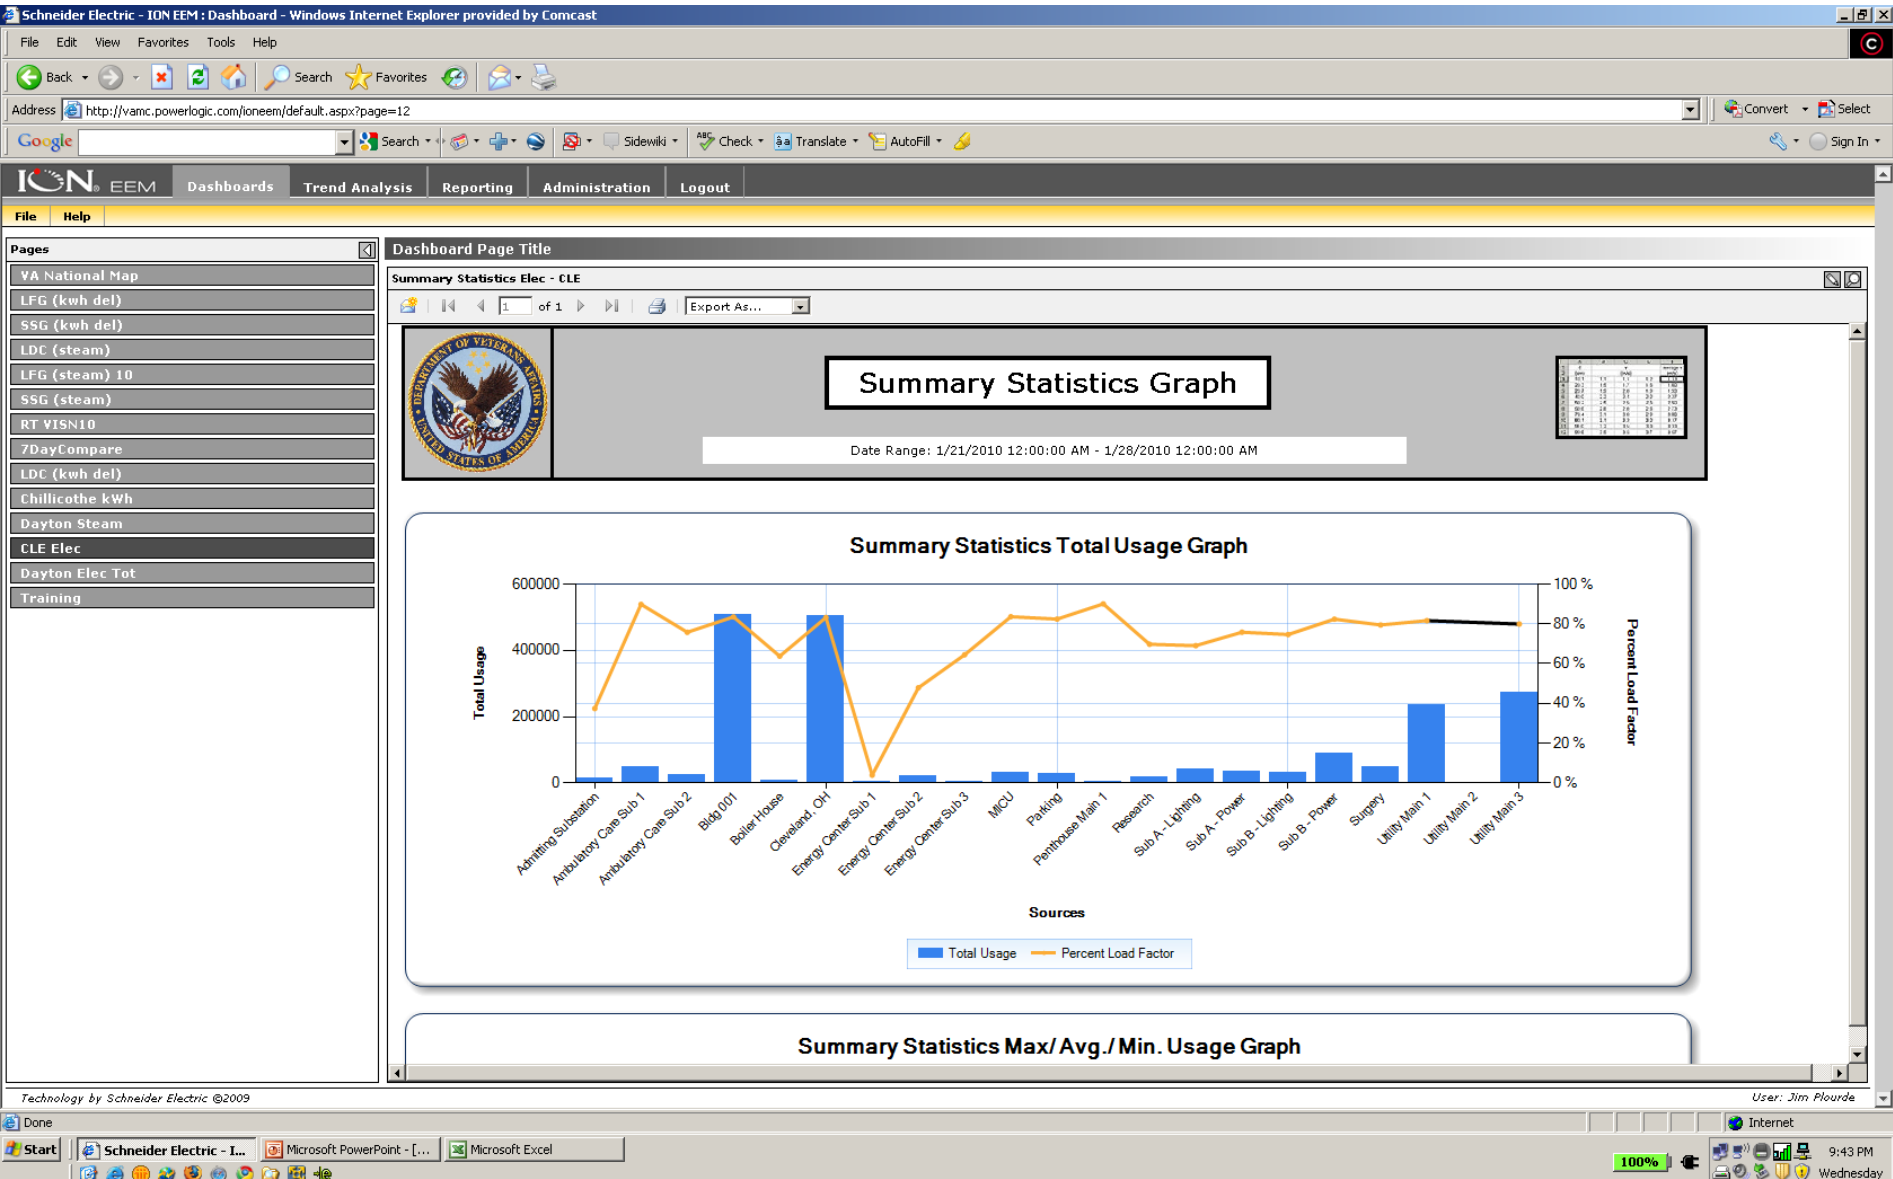 Schneider Electric - ION EEM : Dashboard - Windows Internet Explorer provided by Comcast
File Edit View Favorites Tools Help
Back Search Favorites
Address http://vamc.powerlogic.com/ioneem/default.aspx?page=12 Convert Select
Google Search Sidewiki ABC Check Translate AutoFill Sign In
ION EEM Dashboards Trend Analysis Reporting Administration Logout
File Help
Pages
VA National Map
LFG (kwh del)
SSG (kwh del)
LDC (steam)
LFG (steam) 10
SSG (steam)
RT VISN10
7DayCompare
LDC (kwh del)
Chillicothe kWh
Dayton Steam
CLE Elec
Dayton Elec Tot
Training
Dashboard Page Title
Summary Statistics Elec - CLE
1 of 1 Export As...
DEPARTMENT OF VETERANS AFFAIRS
UNITED STATES OF AMERICA
Summary Statistics Graph
Date Range: 1/21/2010 12:00:00 AM - 1/28/2010 12:00:00 AM
Summary Statistics Total Usage Graph
600000
400000
200000
0
Total Usage
100 %
80 %
60 %
40 %
20 %
0 %
Percent Load Factor
Admitting Substation
Ambulatory Care Sub 1
Ambulatory Care Sub 2
Bldg 001
Boiler House
Cleveland, OH
Energy Center Sub 1
Energy Center Sub 2
Energy Center Sub 3
MICU
Parking
Penthouse Main 1
Research
Sub A - Lighting
Sub A - Power
Sub B - Lighting
Sub B - Power
Surgery
Utility Main 1
Utility Main 2
Utility Main 3
Sources
Total Usage Percent Load Factor
Summary Statistics Max/ Avg./ Min. Usage Graph
Technology by Schneider Electric ©2009 User: Jim Plourde
Done Internet
Start Schneider Electric - I... Microsoft PowerPoint - [... Microsoft Excel
100% 9:43 PM
Wednesday